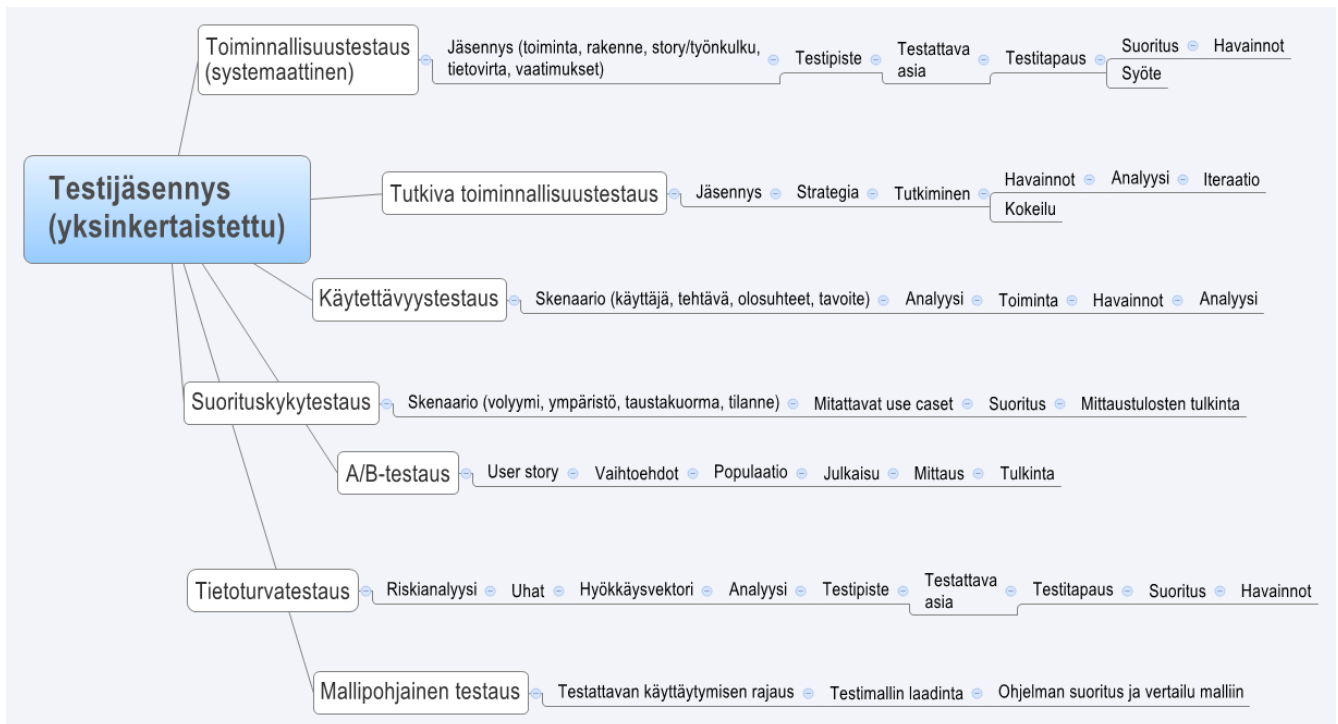 Toiminnallisuustestaus
(systemaattinen)
Jäsennys (toiminta, rakenne, story/työnkulku,
tietovirta, vaatimukset)
Testipiste
Testattava
asia
Testitapaus
Suoritus
Havainnot
Syöte
Testijäsennys
(yksinkertaistettu)
Tutkiva toiminnallisuustestaus
Jäsennys
Strategia
Tutkiminen
Havainnot
Analyysi
Iteraatio
Kokeilu
Käytettävyystestaus
Skenaario (käyttäjä, tehtävä, olosuhteet, tavoite)
Analyysi
Toiminta
Havainnot
Analyysi
Suorituskykytestaus
Skenaario (volyymi, ympäristö, taustakuorma, tilanne)
Mitattavat use caset
Suoritus
Mittaustulosten tulkinta
A/B-testaus
User story
Vaihtoehdot
Populaatio
Julkaisu
Mittaus
Tulkinta
Tietoturvatestaus
Riskianalyysi
Uhat
Hyökkäysvektori
Analyysi
Testipiste
Testattava
asia
Testitapaus
Suoritus
Havainnot
Mallipohjainen testaus
Testattavan käyttäytymisen rajaus
Testimallin laadinta
Ohjelman suoritus ja vertailu malliin